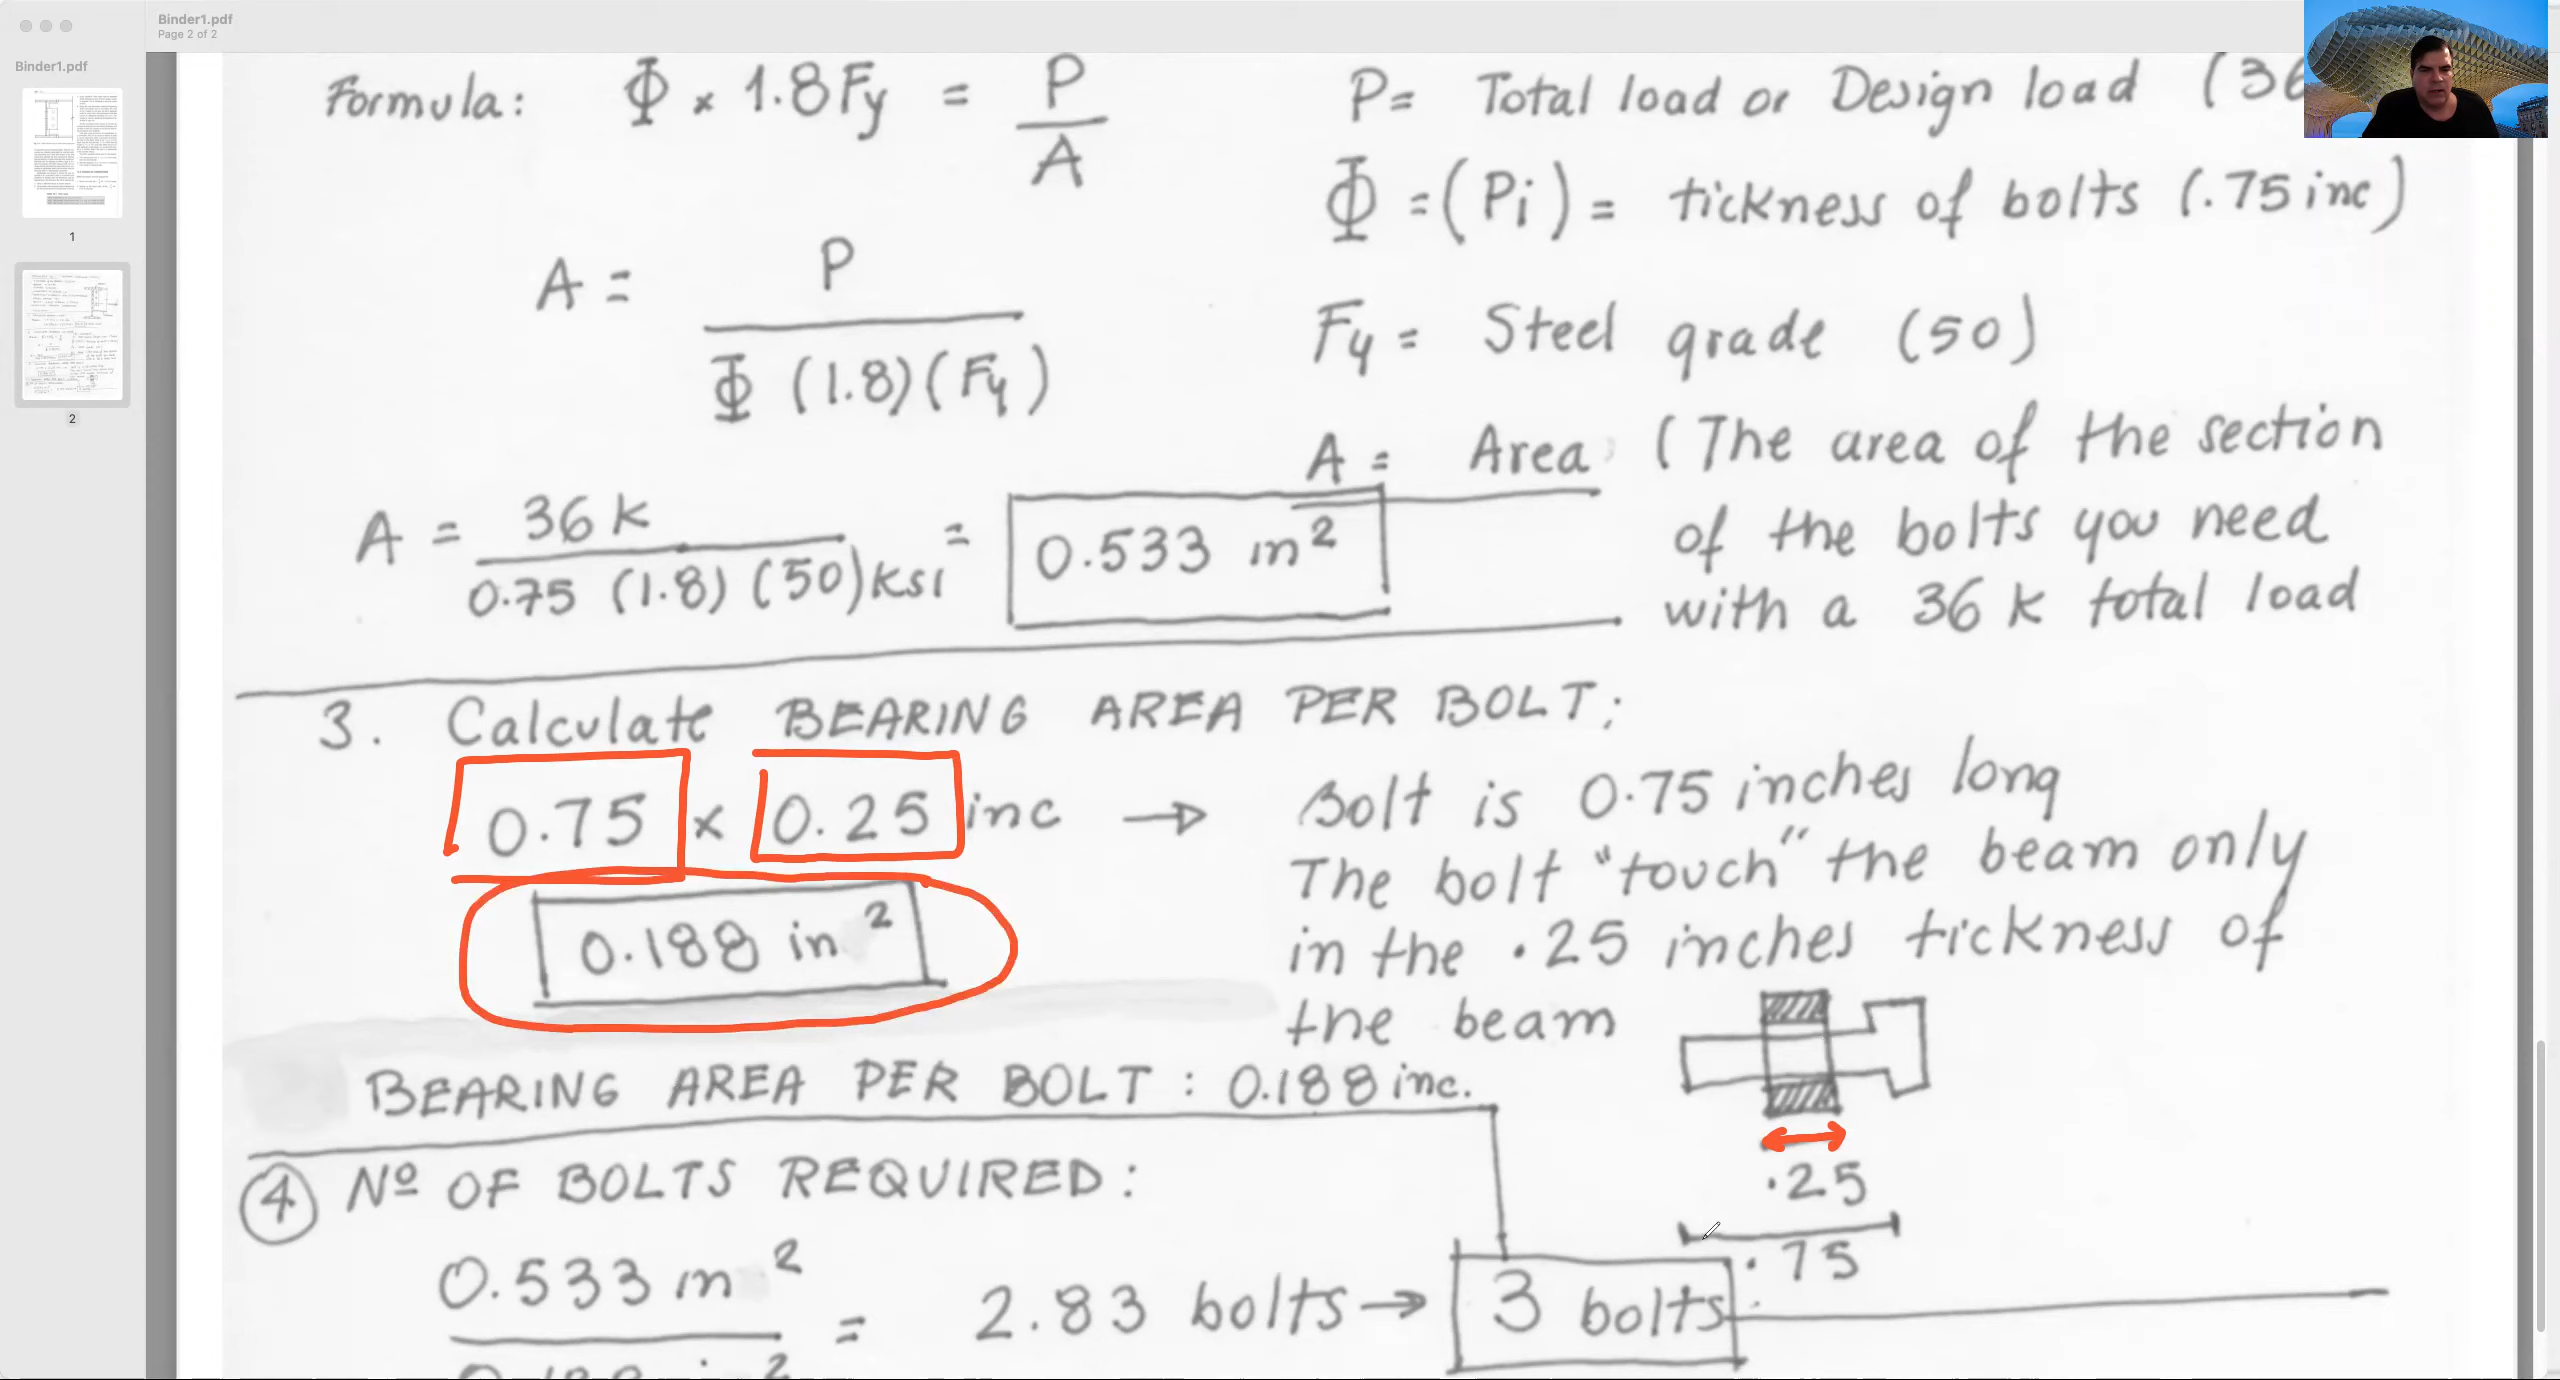 Binder1.pdf
Page 2 of 2
Binder1.pdf
1
2
Formula: Φ x 1.8Fy = P / A
A = P / Φ (1.8)(Fy)
A = 36 k / 0.75 (1.8) (50) ksi = 0.533 in²
P = Total load or Design load (36
Φ = (Pi) = tickness of bolts (.75 inc)
Fy = Steel grade (50)
A = Area (The area of the section
of the bolts you need
with a 36 k total load
3. Calculate BEARING AREA PER BOLT:
0.75 x 0.25 inc →
0.188 in²
Bolt is 0.75 inches long
The bolt "touch" the beam only
in the .25 inches tickness of
the beam
.25
.75
BEARING AREA PER BOLT : 0.188 inc.
4 Nº OF BOLTS REQUIRED:
0.533 in² = 2.83 bolts → 3 bolts